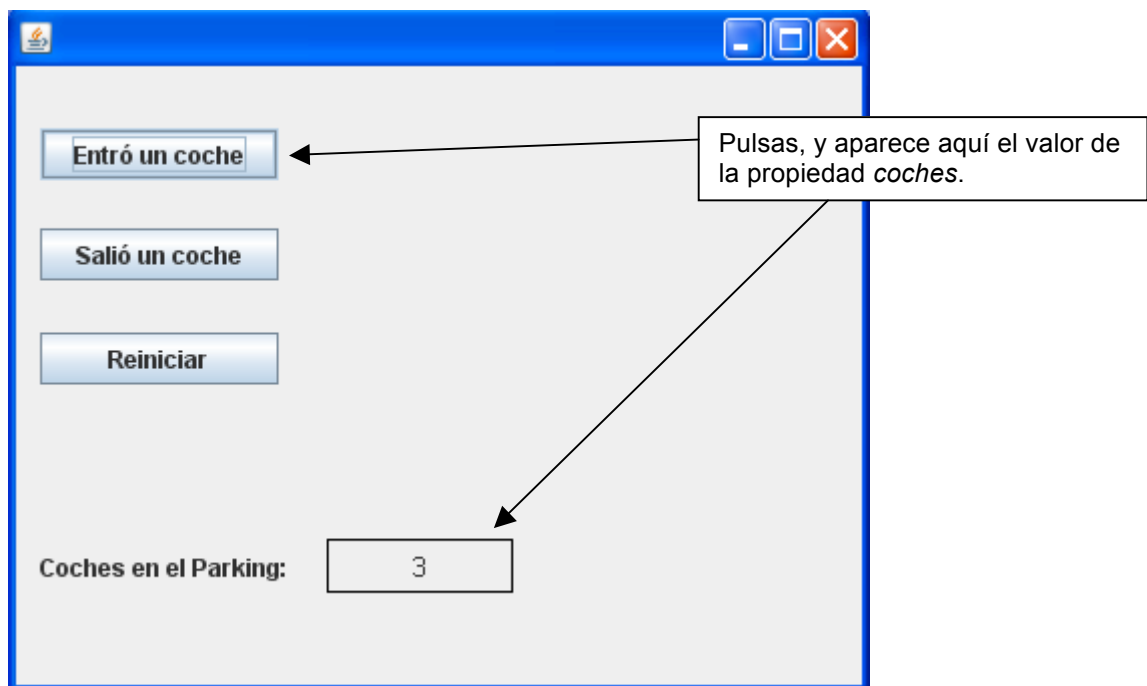 Entró un coche
Pulsas, y aparece aquí el valor de
la propiedad coches.
Salió un coche
Reiniciar
Coches en el Parking:
3